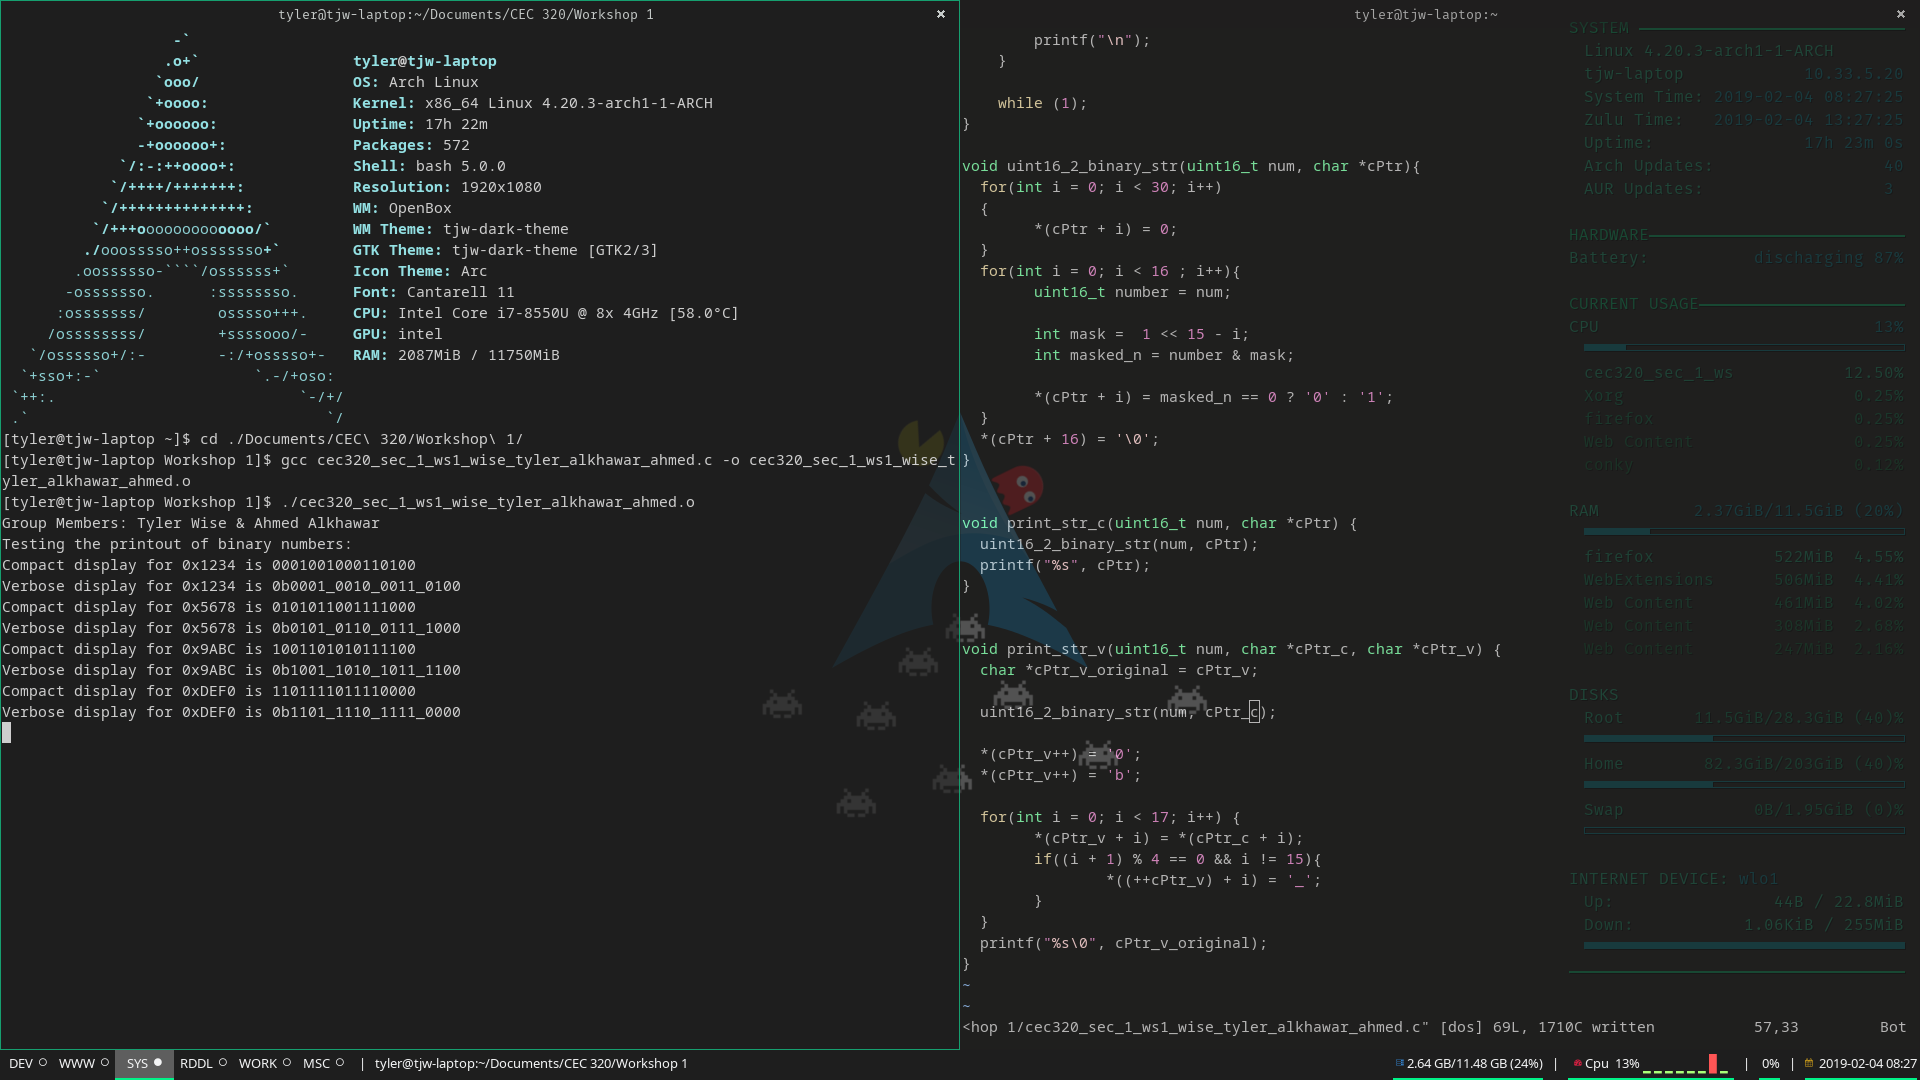 tyler@tjw-laptop:~/Documents/CEC 320/Workshop 1 ×
                   -`
                  .o+`                 tyler@tjw-laptop
                 `ooo/                 OS: Arch Linux
                `+oooo:                Kernel: x86_64 Linux 4.20.3-arch1-1-ARCH
               `+oooooo:               Uptime: 17h 22m
               -+oooooo+:              Packages: 572
             `/:-:++oooo+:             Shell: bash 5.0.0
            `/++++/+++++++:            Resolution: 1920x1080
           `/++++++++++++++:           WM: OpenBox
          `/+++ooooooooooooo/`         WM Theme: tjw-dark-theme
         ./ooosssso++osssssso+`        GTK Theme: tjw-dark-theme [GTK2/3]
        .oossssso-````/ossssss+`       Icon Theme: Arc
       -osssssso.      :ssssssso.      Font: Cantarell 11
      :osssssss/        osssso+++.     CPU: Intel Core i7-8550U @ 8x 4GHz [58.0°C]
     /ossssssss/        +ssssooo/-     GPU: intel
   `/ossssso+/:-        -:/+osssso+-   RAM: 2087MiB / 11750MiB
  `+sso+:-`                 `.-/+oso:
 `++:.                           `-/+/
 .`                                 `/
[tyler@tjw-laptop ~]$ cd ./Documents/CEC\ 320/Workshop\ 1/
[tyler@tjw-laptop Workshop 1]$ gcc cec320_sec_1_ws1_wise_tyler_alkhawar_ahmed.c -o cec320_sec_1_ws1_wise_t
yler_alkhawar_ahmed.o
[tyler@tjw-laptop Workshop 1]$ ./cec320_sec_1_ws1_wise_tyler_alkhawar_ahmed.o
Group Members: Tyler Wise & Ahmed Alkhawar
Testing the printout of binary numbers:
Compact display for 0x1234 is 0001001000110100
Verbose display for 0x1234 is 0b0001_0010_0011_0100
Compact display for 0x5678 is 0101011001111000
Verbose display for 0x5678 is 0b0101_0110_0111_1000
Compact display for 0x9ABC is 1001101010111100
Verbose display for 0x9ABC is 0b1001_1010_1011_1100
Compact display for 0xDEF0 is 1101111011110000
Verbose display for 0xDEF0 is 0b1101_1110_1111_0000
tyler@tjw-laptop:~ ×
        printf("\n");
    }
    while (1);
}
void uint16_2_binary_str(uint16_t num, char *cPtr){
  for(int i = 0; i < 30; i++)
  {
        *(cPtr + i) = 0;
  }
  for(int i = 0; i < 16 ; i++){
        uint16_t number = num;
        int mask =  1 << 15 - i;
        int masked_n = number & mask;
        *(cPtr + i) = masked_n == 0 ? '0' : '1';
  }
  *(cPtr + 16) = '\0';
}
void print_str_c(uint16_t num, char *cPtr) {
  uint16_2_binary_str(num, cPtr);
  printf("%s", cPtr);
}
void print_str_v(uint16_t num, char *cPtr_c, char *cPtr_v) {
  char *cPtr_v_original = cPtr_v;
  uint16_2_binary_str(num, cPtr_c);
  *(cPtr_v++) = '0';
  *(cPtr_v++) = 'b';
  for(int i = 0; i < 17; i++) {
        *(cPtr_v + i) = *(cPtr_c + i);
        if((i + 1) % 4 == 0 && i != 15){
                *((++cPtr_v) + i) = '_';
        }
  }
  printf("%s\0", cPtr_v_original);
}
~
~
<hop 1/cec320_sec_1_ws1_wise_tyler_alkhawar_ahmed.c" [dos] 69L, 1710C written 57,33 Bot
SYSTEM
Linux 4.20.3-arch1-1-ARCH
tjw-laptop 10.33.5.20
System Time: 2019-02-04 08:27:25
Zulu Time: 2019-02-04 13:27:25
Uptime: 17h 23m 0s
Arch Updates: 40
AUR Updates: 3
HARDWARE
Battery: discharging 87%
CURRENT USAGE
CPU 13%
cec320_sec_1_ws 12.50%
Xorg 0.25%
firefox 0.25%
Web Content 0.25%
conky 0.12%
RAM 2.37GiB/11.5GiB (20%)
firefox 522MiB 4.55%
WebExtensions 506MiB 4.41%
Web Content 461MiB 4.02%
Web Content 308MiB 2.68%
Web Content 247MiB 2.16%
DISKS
Root 11.5GiB/28.3GiB (40)%
Home 82.3GiB/203GiB (40)%
Swap 0B/1.95GiB (0)%
INTERNET DEVICE: wlo1
Up: 44B / 22.8MiB
Down: 1.06KiB / 255MiB
DEV WWW SYS RDDL WORK MSC | tyler@tjw-laptop:~/Documents/CEC 320/Workshop 1 2.64 GB/11.48 GB (24%) | Cpu 13% | 0% | 2019-02-04 08:27